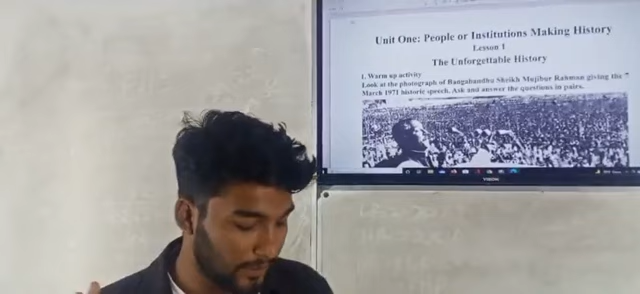 Unit One: People or Institutions Making History
Lesson 1
The Unforgettable History
1. Warm up activity
Look at the photograph of Bangabandhu Sheikh Mujibur Rahman giving the 7
March 1971 historic speech. Ask and answer the questions in pairs.
VISION